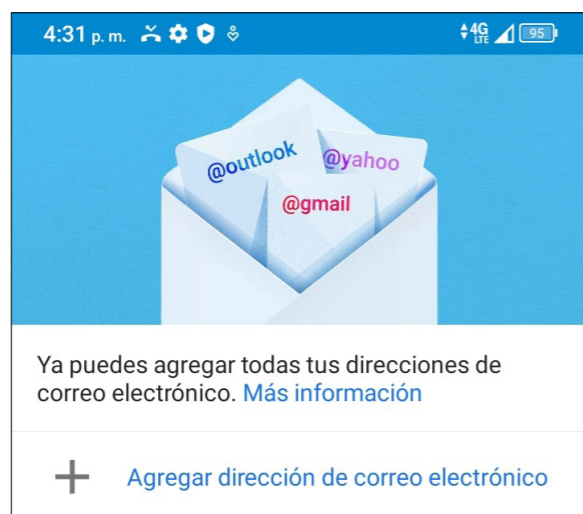 4:31 p. m. 4G LTE 95
@outlook @yahoo
@gmail
Ya puedes agregar todas tus direcciones de
correo electrónico. Más información
Agregar dirección de correo electrónico